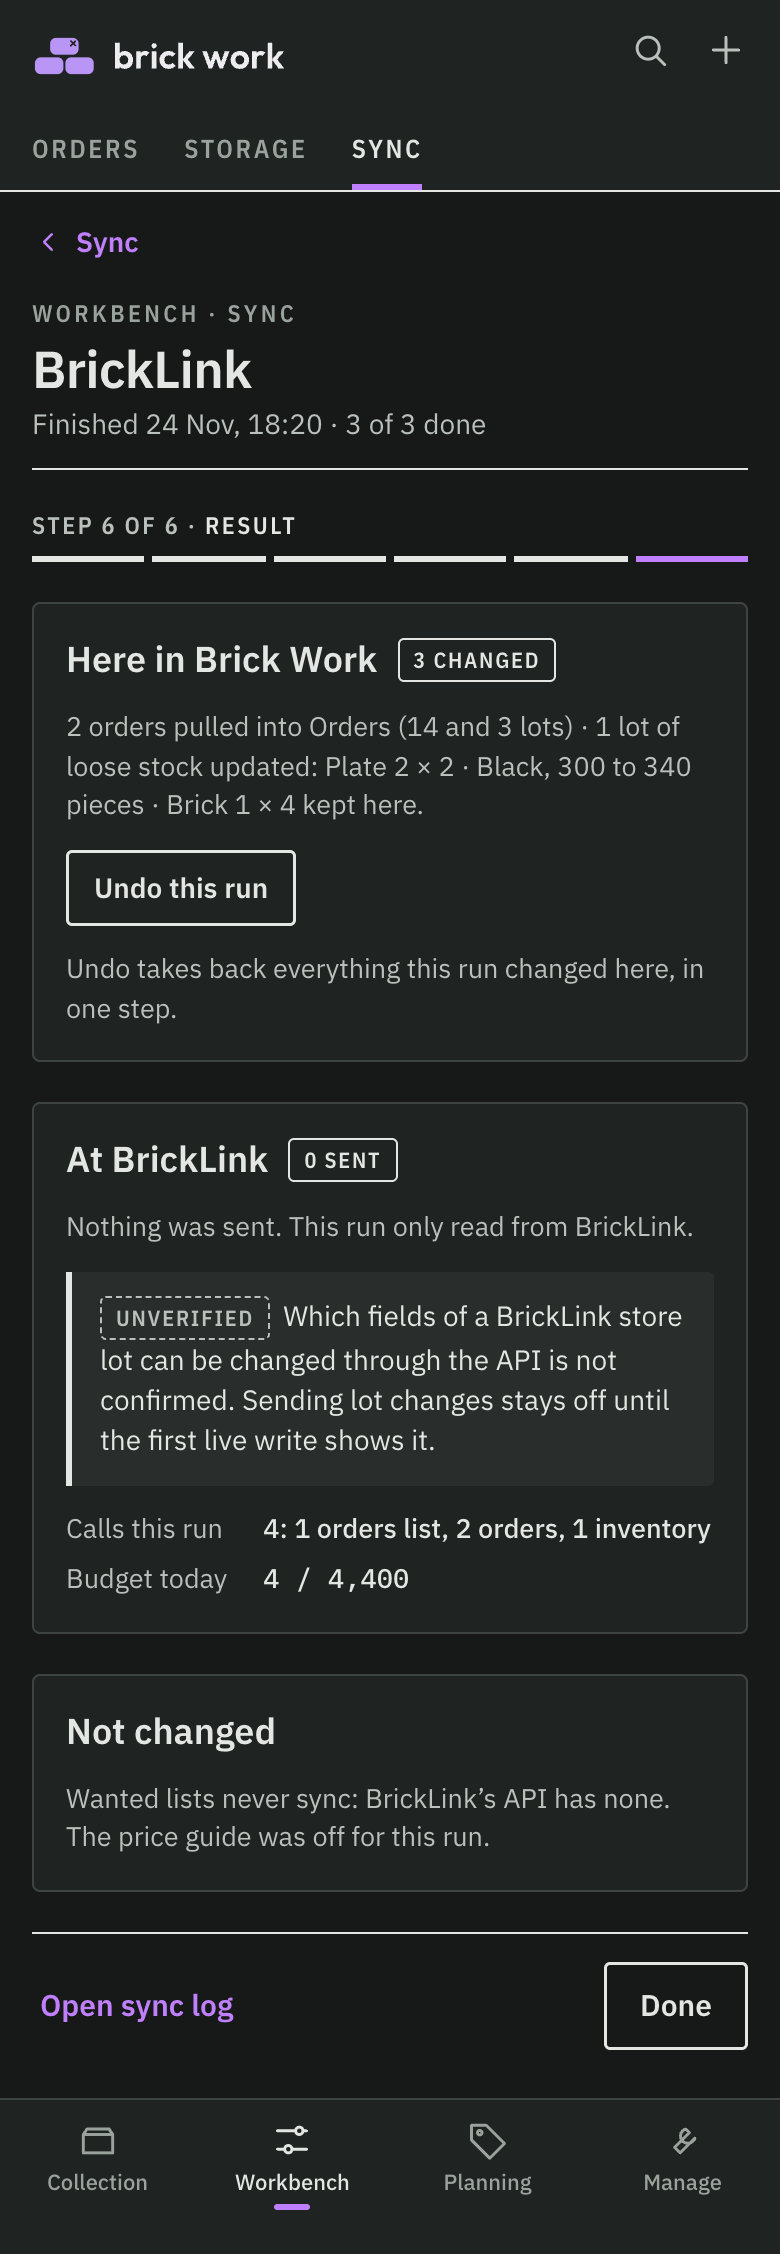 brick work
ORDERS STORAGE SYNC
Sync
WORKBENCH · SYNC
BrickLink
Finished 24 Nov, 18:20 · 3 of 3 done
STEP 6 OF 6 · RESULT
Here in Brick Work 3 CHANGED
2 orders pulled into Orders (14 and 3 lots) · 1 lot of
loose stock updated: Plate 2 × 2 · Black, 300 to 340
pieces · Brick 1 × 4 kept here.
Undo this run
Undo takes back everything this run changed here, in
one step.
At BrickLink 0 SENT
Nothing was sent. This run only read from BrickLink.
UNVERIFIED Which fields of a BrickLink store
lot can be changed through the API is not
confirmed. Sending lot changes stays off until
the first live write shows it.
Calls this run 4: 1 orders list, 2 orders, 1 inventory
Budget today 4 / 4,400
Not changed
Wanted lists never sync: BrickLink’s API has none.
The price guide was off for this run.
Open sync log Done
Collection Workbench Planning Manage